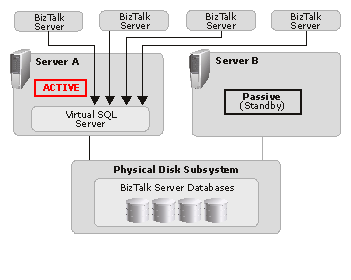 BizTalk
Server
BizTalk
Server
BizTalk
Server
BizTalk
Server
Server A
ACTIVE
Virtual SQL
Server
Server B
Passive
(Standby)
Physical Disk Subsystem
BizTalk Server Databases